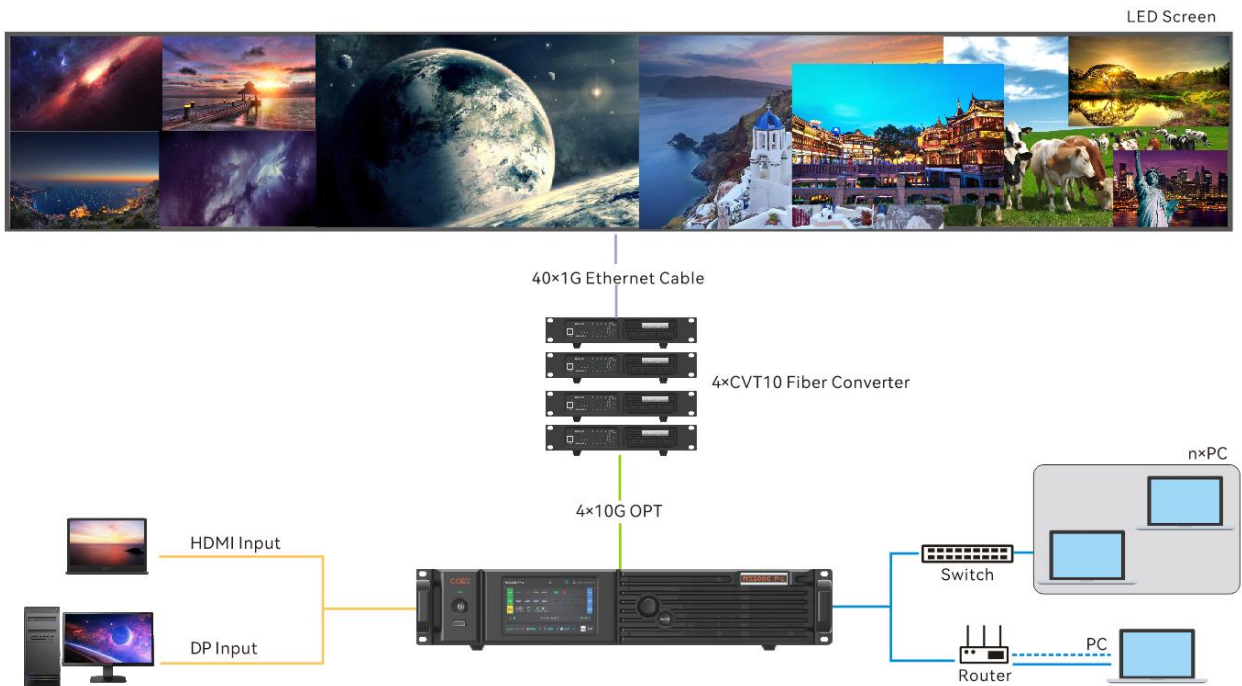 LED Screen
40×1G Ethernet Cable
4×CVT10 Fiber Converter
n×PC
4×10G OPT
HDMI Input
COEX
Switch
DP Input
PC
Router